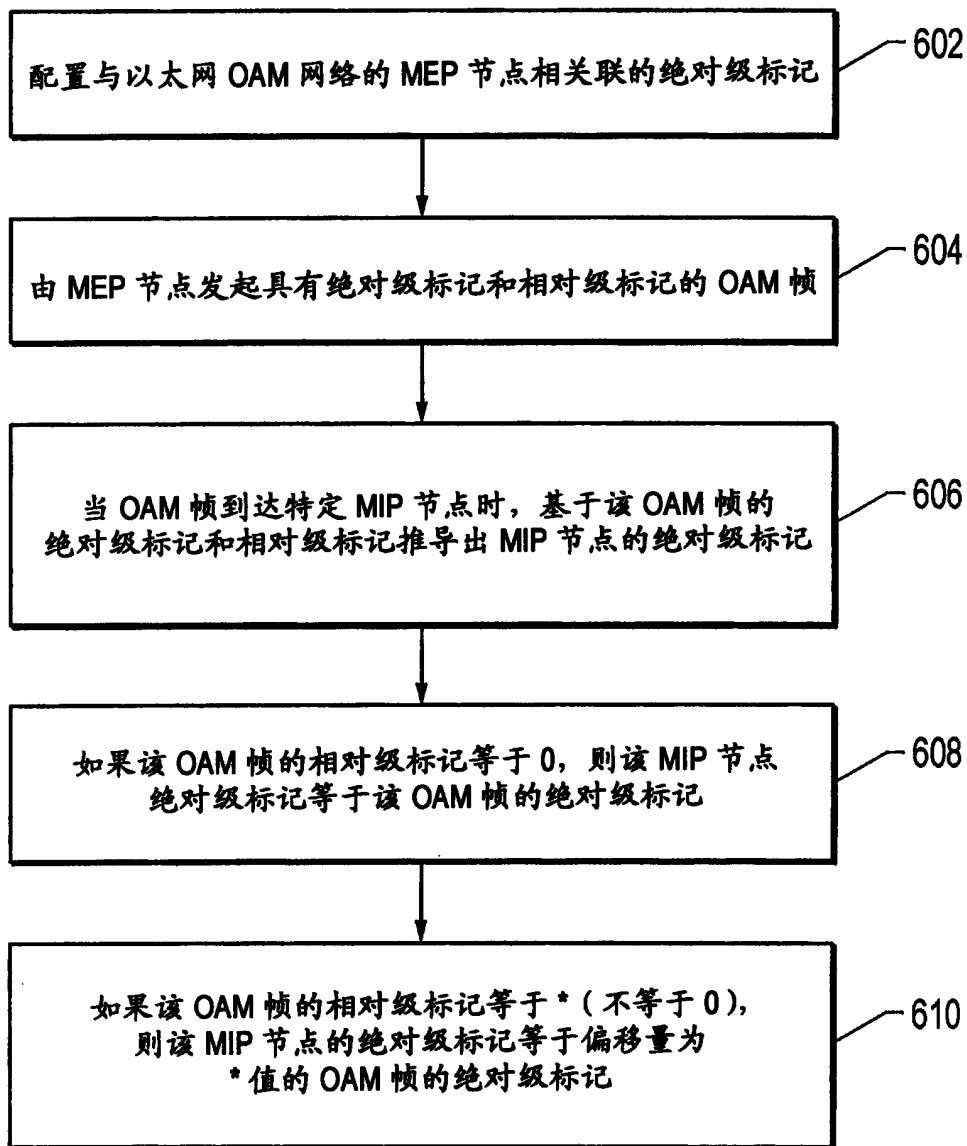 配置与以太网 OAM 网络的 MEP 节点相关联的绝对级标记
602
由 MEP 节点发起具有绝对级标记和相对级标记的 OAM 帧
604
当 OAM 帧到达特定 MIP 节点时，基于该 OAM 帧的
绝对级标记和相对级标记推导出 MIP 节点的绝对级标记
606
如果该 OAM 帧的相对级标记等于 0，则该 MIP 节点
绝对级标记等于该 OAM 帧的绝对级标记
608
如果该 OAM 帧的相对级标记等于 *（不等于 0），
则该 MIP 节点的绝对级标记等于偏移量为
* 值的 OAM 帧的绝对级标记
610